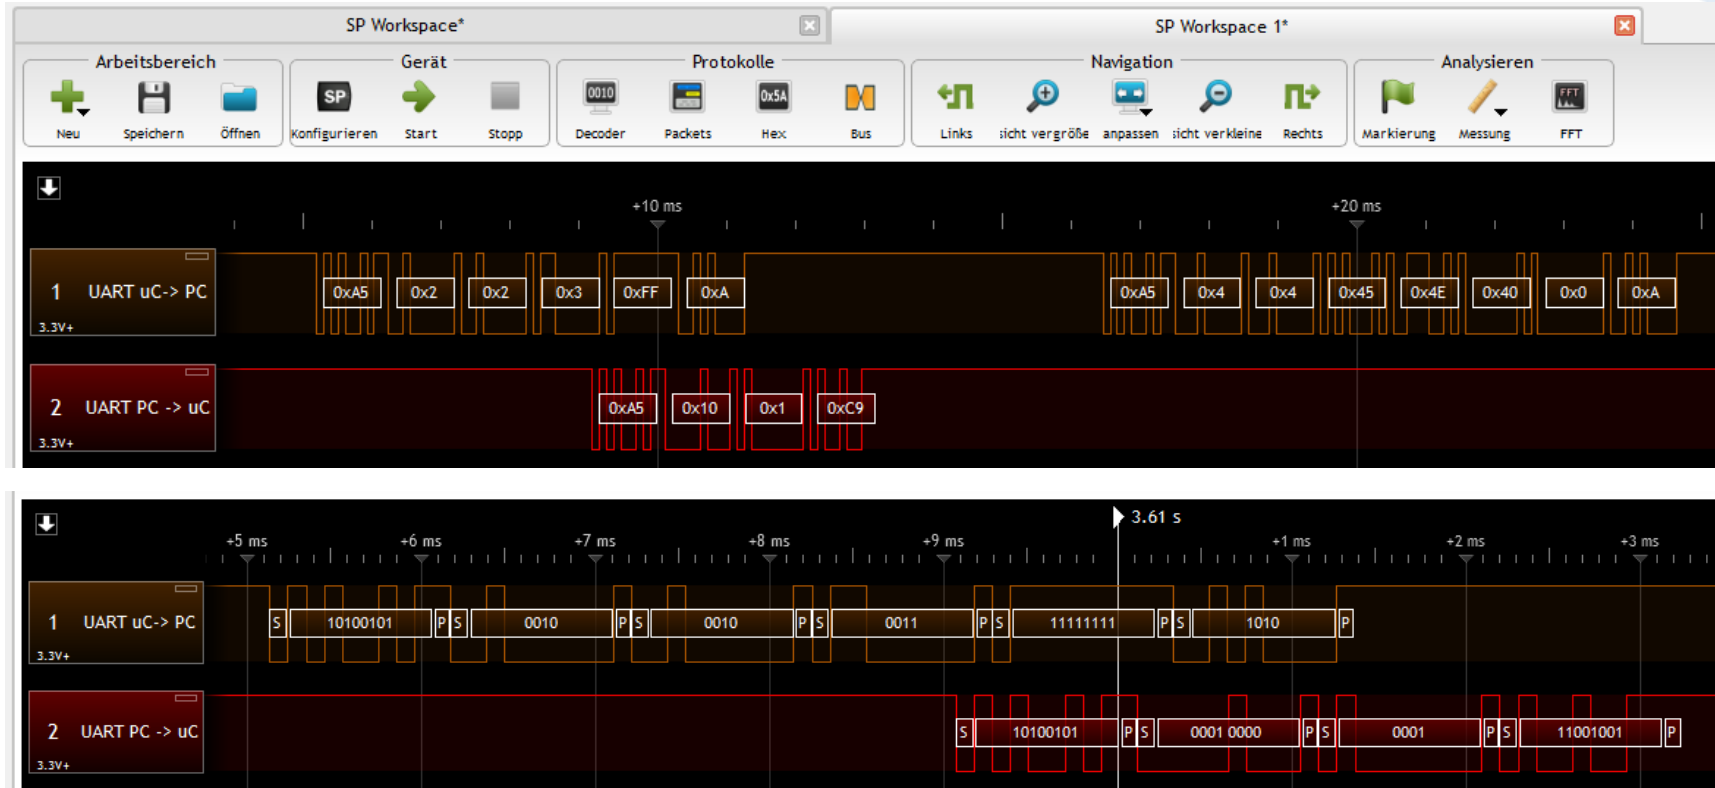 SP Workspace* SP Workspace 1*
Arbeitsbereich Gerät Protokolle Navigation Analysieren
SP 0010 0x5A FFT
Neu Speichern Öffnen Konfigurieren Start Stopp Decoder Packets Hex Bus Links sicht vergröße anpassen sicht verkleine Rechts Markierung Messung FFT
+10 ms +20 ms
1 UART uC-> PC 0xA5 0x2 0x2 0x3 0xFF 0xA 0xA5 0x4 0x4 0x45 0x4E 0x40 0x0 0xA
3.3V+
2 UART PC -> uC 0xA5 0x10 0x1 0xC9
3.3V+
3.61 s
+5 ms +6 ms +7 ms +8 ms +9 ms +1 ms +2 ms +3 ms
1 UART uC-> PC S 10100101 P S 0010 P S 0010 P S 0011 P S 11111111 P S 1010 P
3.3V+
2 UART PC -> uC S 10100101 P S 0001 0000 P S 0001 P S 11001001 P
3.3V+